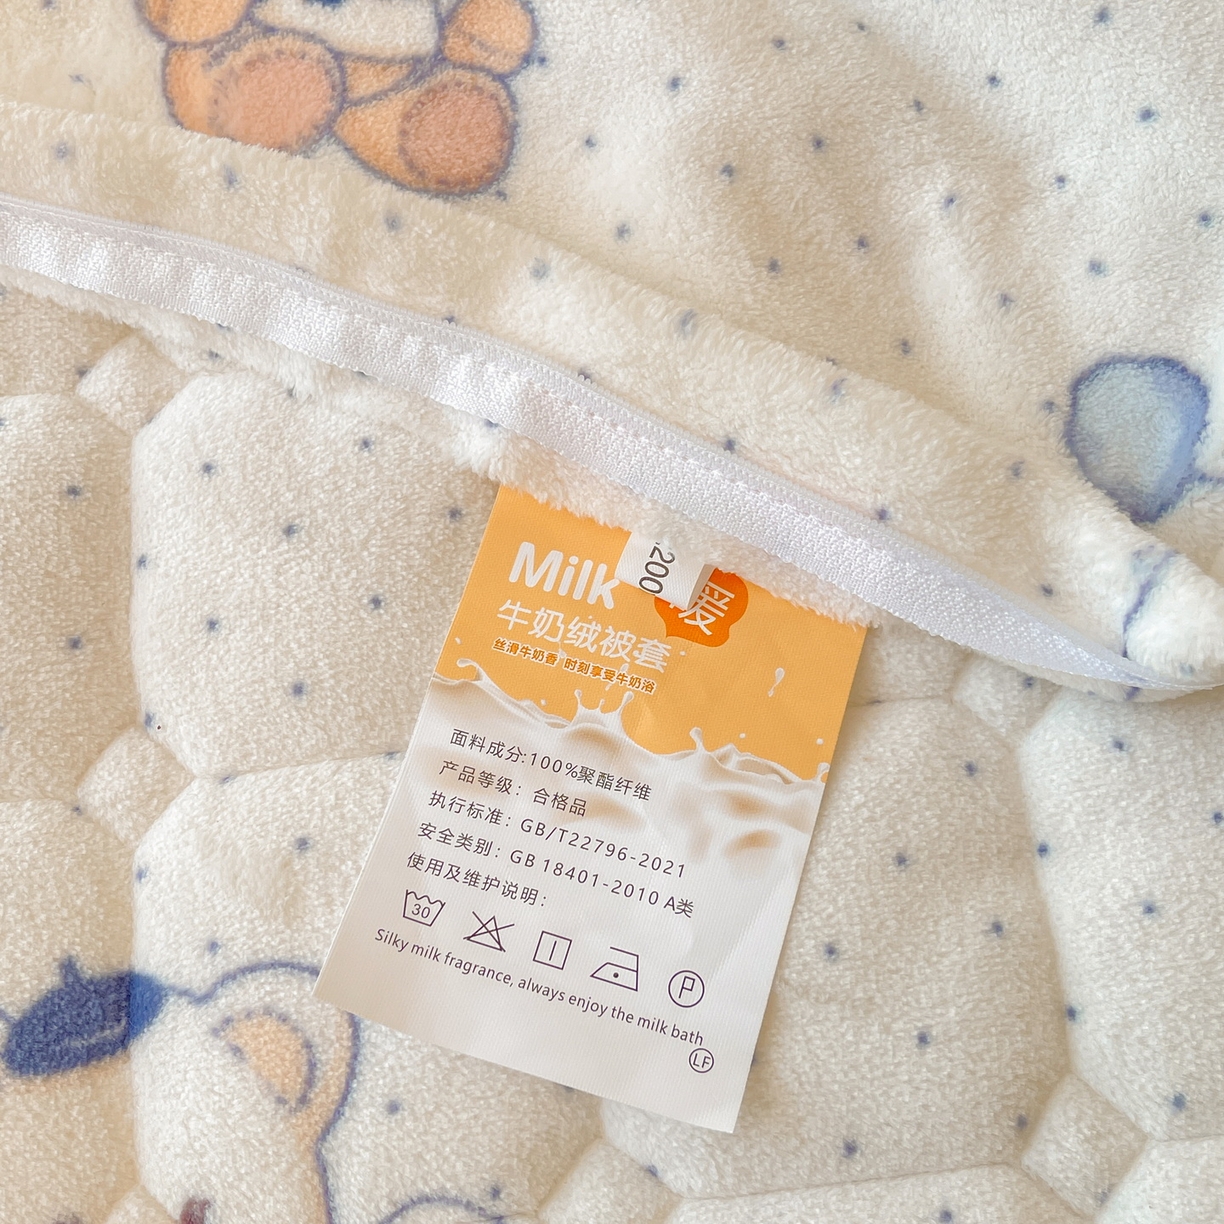 Milk
200
爱
牛奶绒被套
丝滑牛奶香 时刻享受牛奶浴
面料成分:100%聚酯纤维
产品等级: 合格品
执行标准: GB/T22796-2021
安全类别: GB 18401-2010 A类
使用及维护说明:
30
P
Silky milk fragrance, always enjoy the milk bath
LF